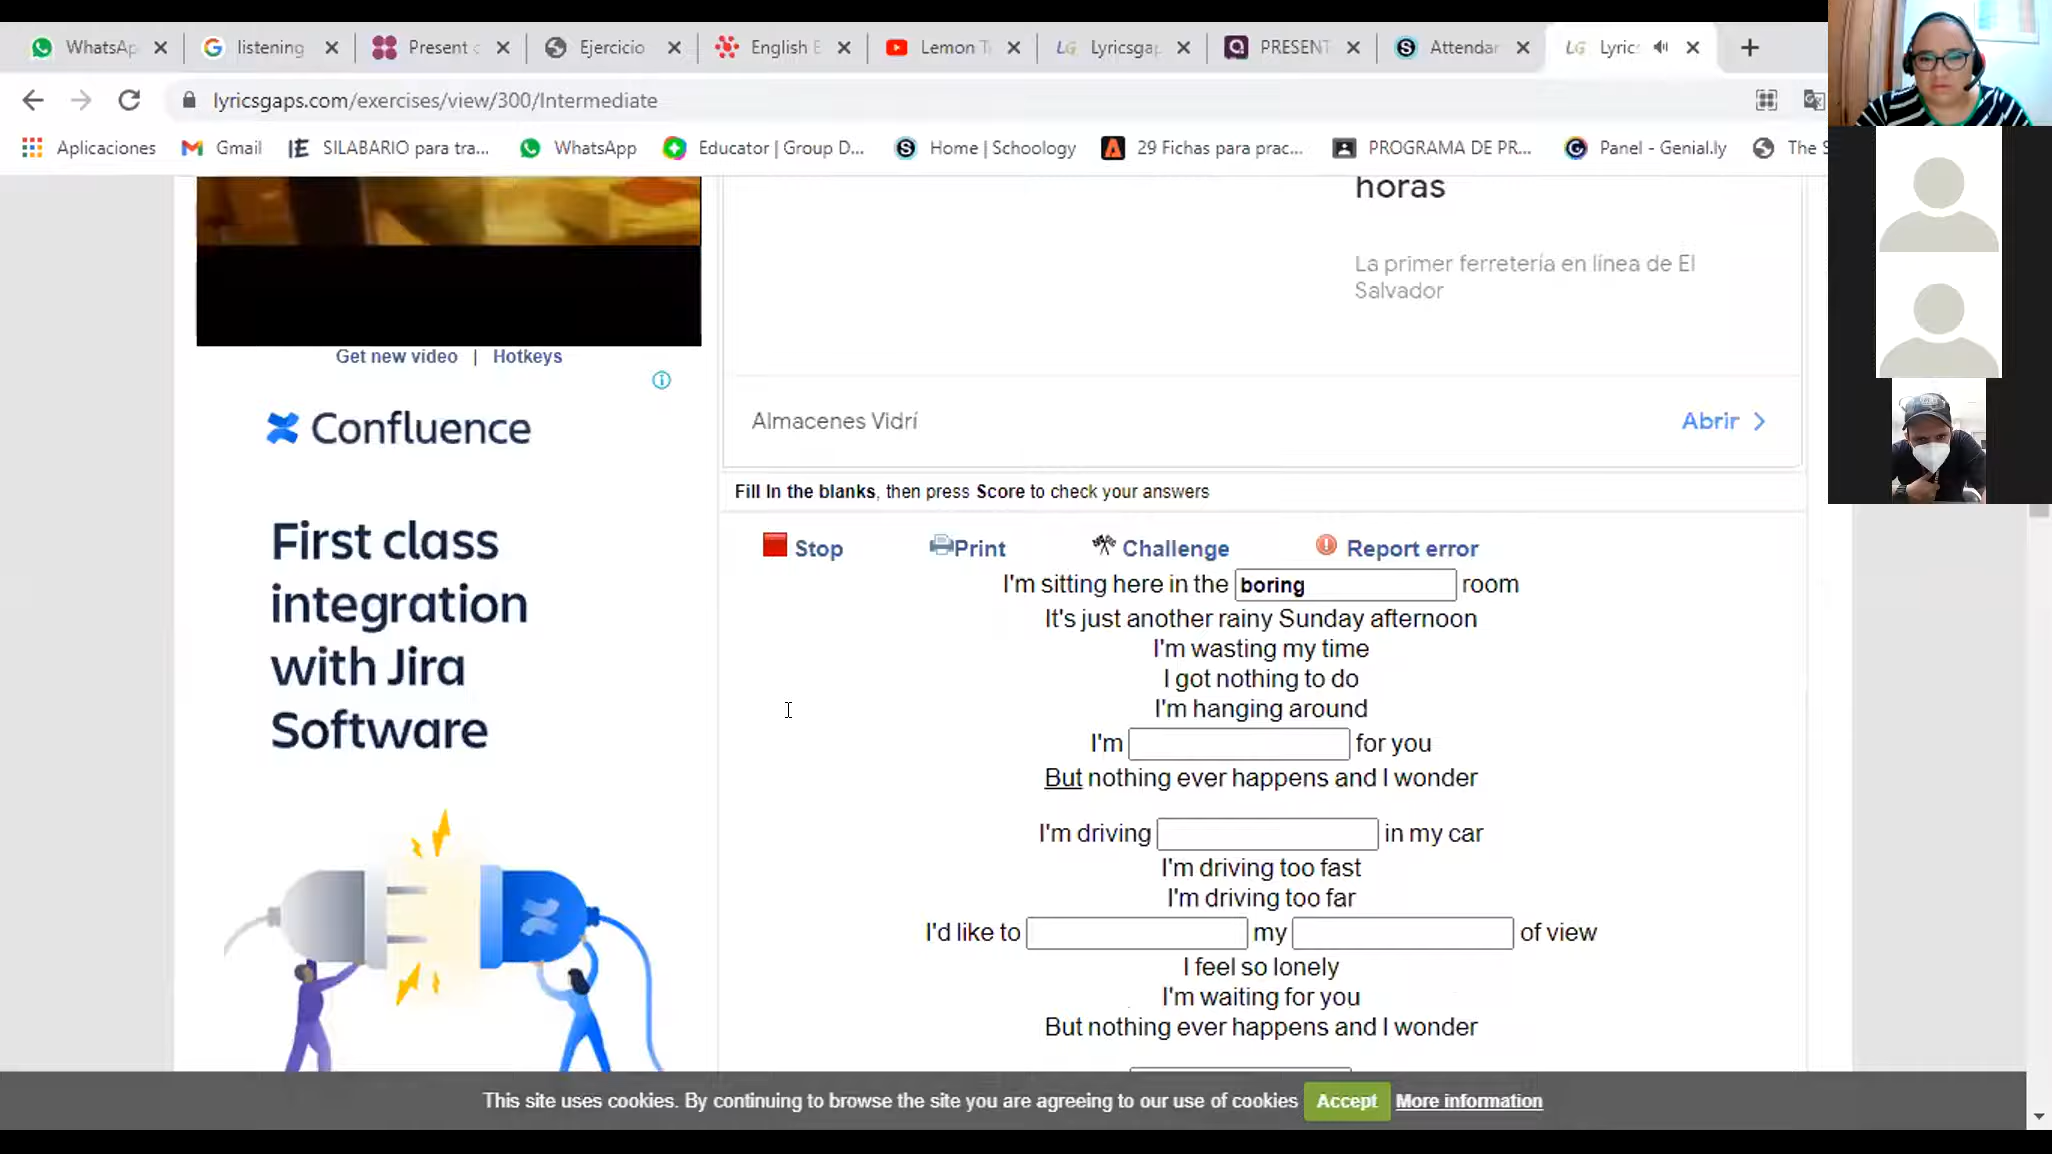 WhatsAp
listening
Present c
Ejercicio
English E
Lemon T
Lyricsgap
PRESENT
Attendar
Lyric
lyricsgaps.com/exercises/view/300/Intermediate
Aplicaciones
Gmail
SILABARIO para tra...
WhatsApp
Educator | Group D...
Home | Schoology
29 Fichas para prac...
PROGRAMA DE PR...
Panel - Genial.ly
The S
horas
La primer ferretería en línea de El
Salvador
Get new video | Hotkeys
Almacenes Vidrí
Abrir
Confluence
First class
integration
with Jira
Software
Fill In the blanks, then press Score to check your answers
Stop
Print
Challenge
Report error
I'm sitting here in the boring room
It's just another rainy Sunday afternoon
I'm wasting my time
I got nothing to do
I'm hanging around
I'm for you
But nothing ever happens and I wonder
I'm driving in my car
I'm driving too fast
I'm driving too far
I'd like to my of view
I feel so lonely
I'm waiting for you
But nothing ever happens and I wonder
This site uses cookies. By continuing to browse the site you are agreeing to our use of cookies Accept More information